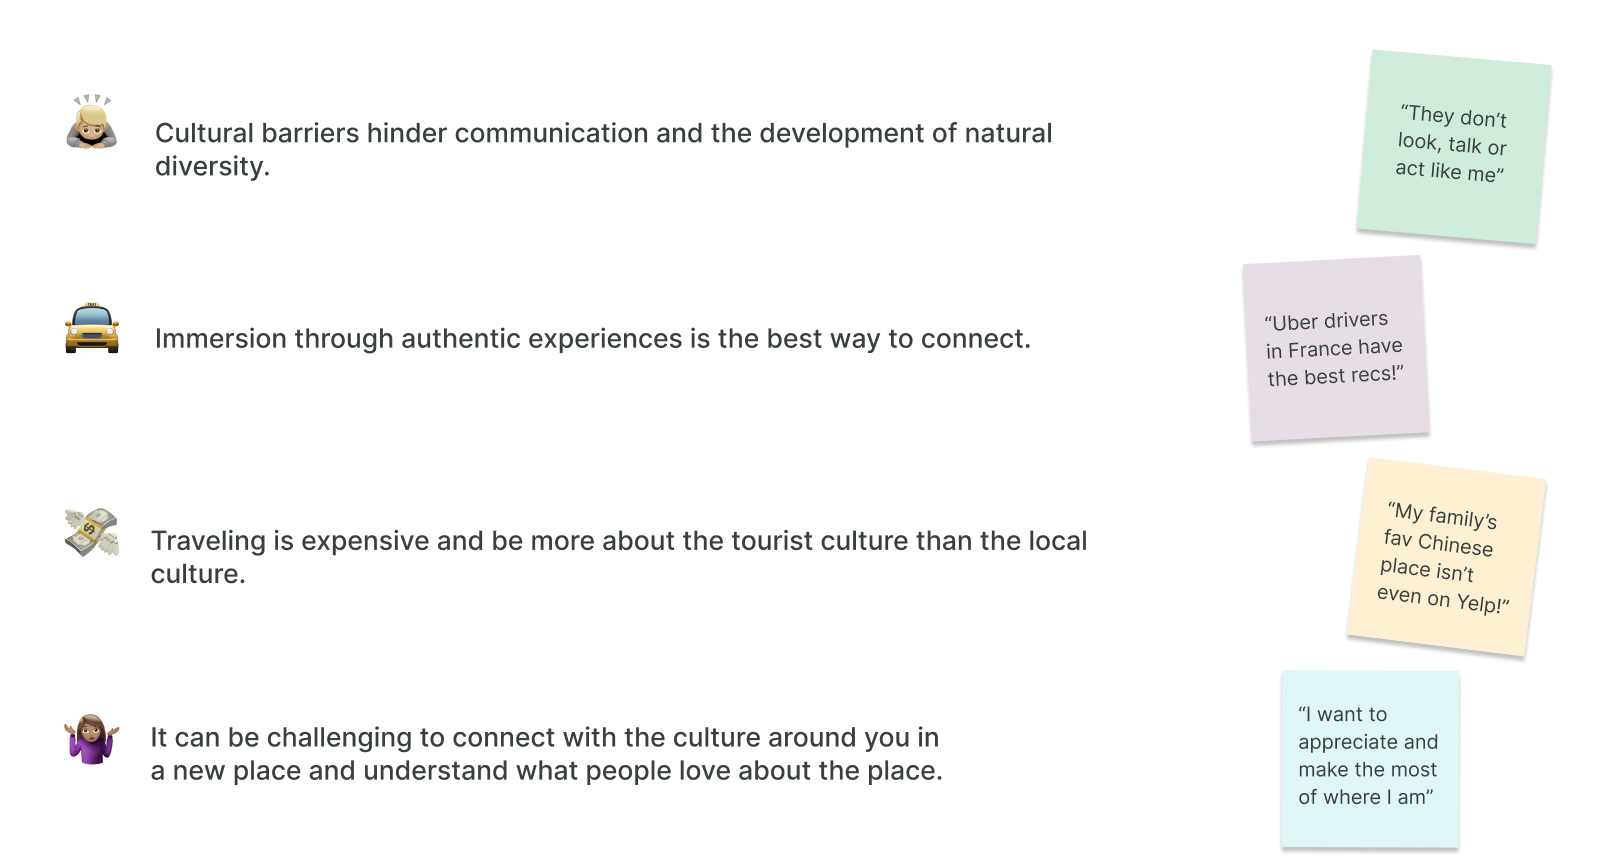 Cultural barriers hinder communication and the development of natural
diversity.
“They don’t
look, talk or
act like me”
TAXI
Immersion through authentic experiences is the best way to connect.
“Uber drivers
in France have
the best recs!”
Traveling is expensive and be more about the tourist culture than the local
culture.
“My family’s
fav Chinese
place isn’t
even on Yelp!”
It can be challenging to connect with the culture around you in
a new place and understand what people love about the place.
“I want to
appreciate and
make the most
of where I am”